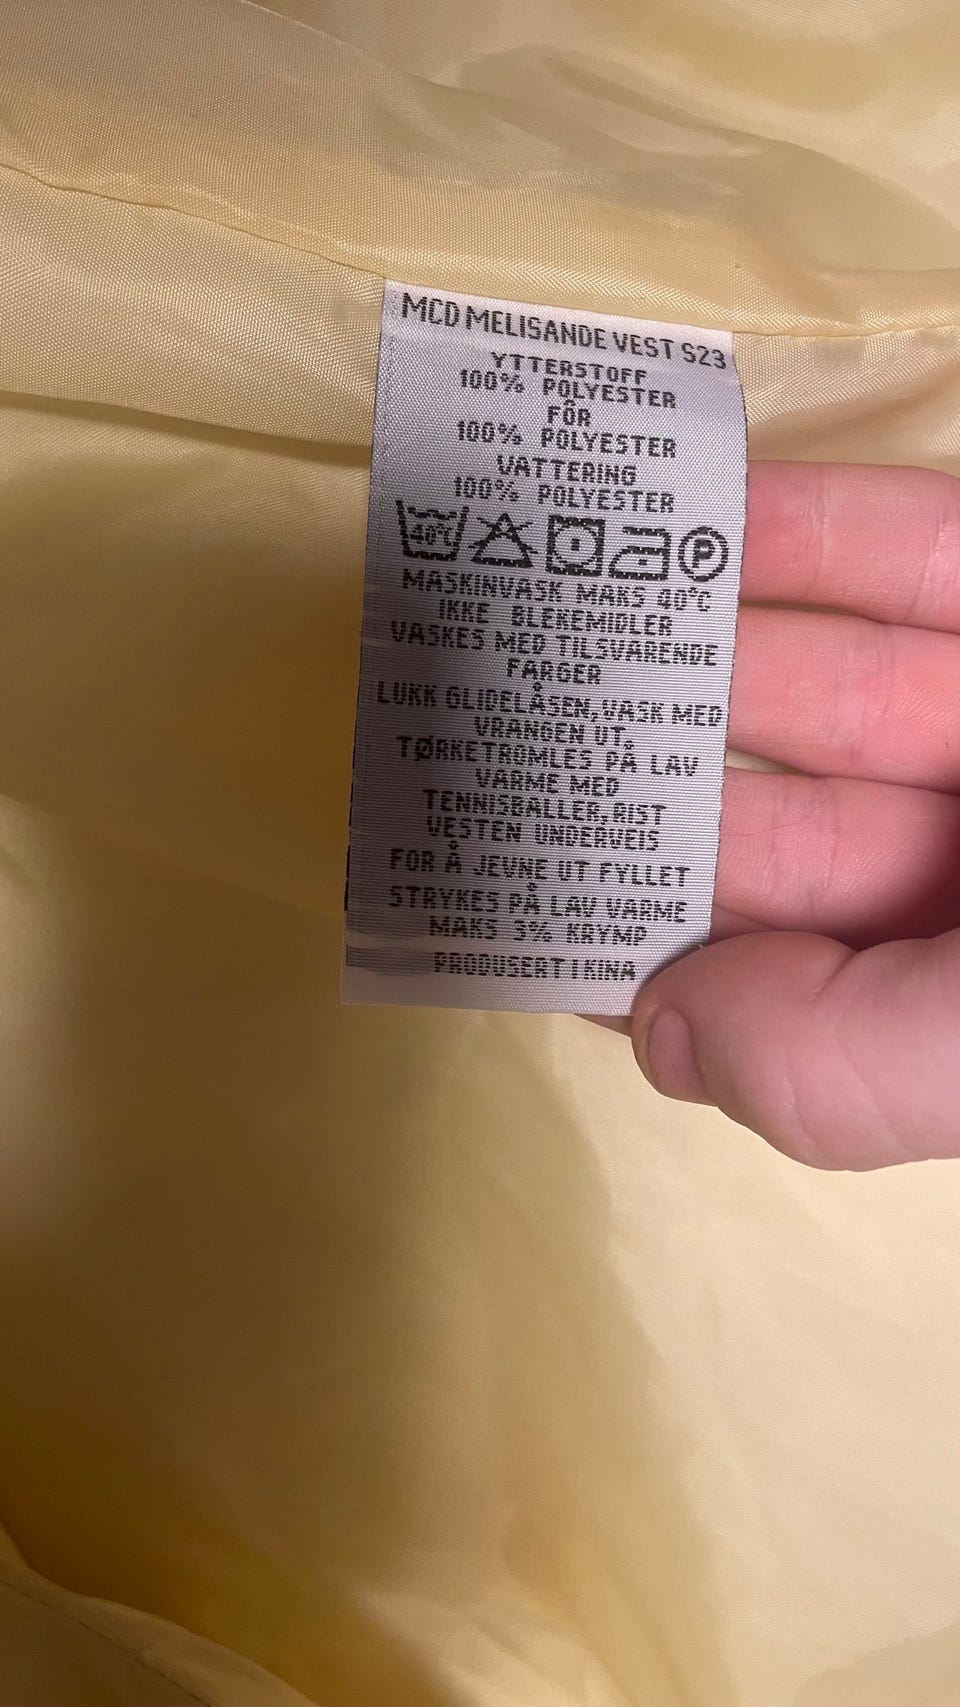 MCD MELISANDE VEST S23
YTTERSTOFF
100% POLYESTER
FÔR
100% POLYESTER
VATTERING
100% POLYESTER
40°C P
MASKINVASK MAKS 40°C
IKKE BLEKEMIDLER
VASKES MED TILSVARENDE
FARGER
LUKK GLIDELÅSEN, VASK MED
VRANGEN UT,
TØRKETROMLES PÅ LAV
VARME MED
TENNISBALLER, RIST
VESTEN UNDERVEIS
FOR Å JEVNE UT FYLLET
STRYKES PÅ LAV VARME
MAKS 3% KRYMP
PRODUSERT I KINA